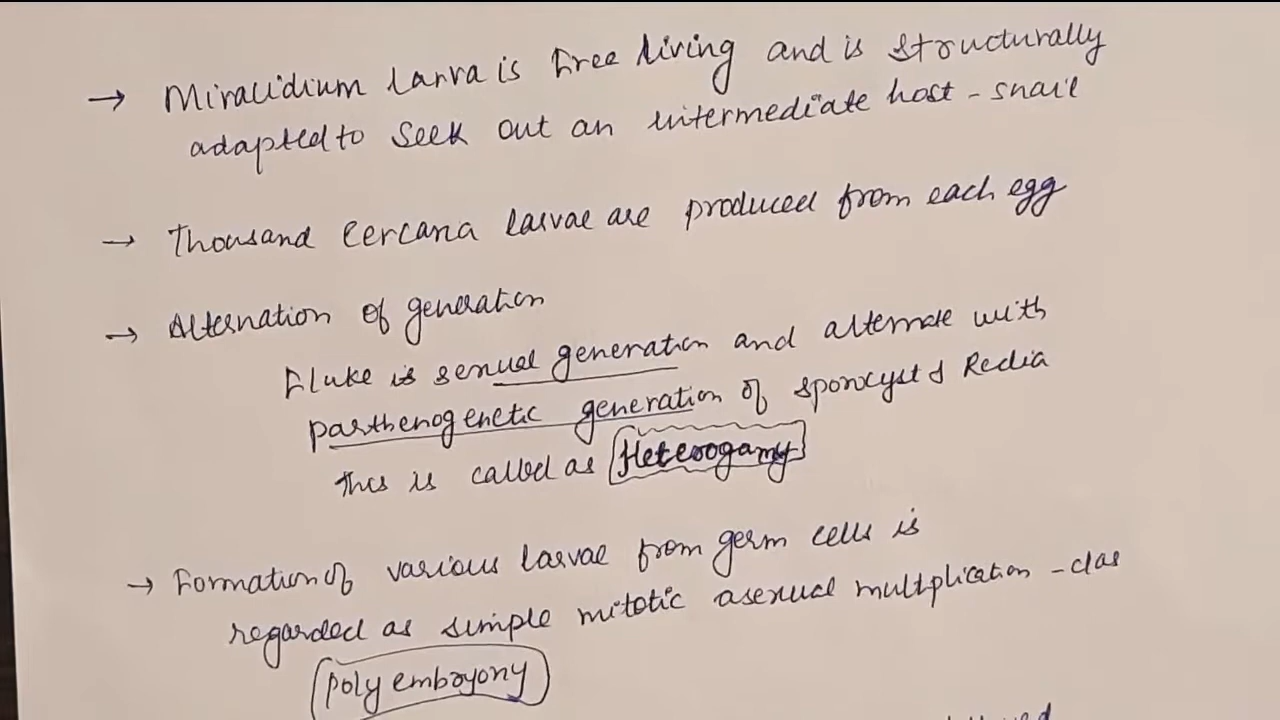 → Miracidium larva is free living and is structurally
adapted to seek out an intermediate host - snail
→ Thousand Cercaria larvae are produced from each egg
→ Alternation of generation
Fluke is sexual generation and alternate with
parthenogenetic generation of sporocyst & Redia
This is called as Heterogamy
→ Formation of various larvae from germ cells is
regarded as simple mitotic asexual multiplication - clas
Poly embryony